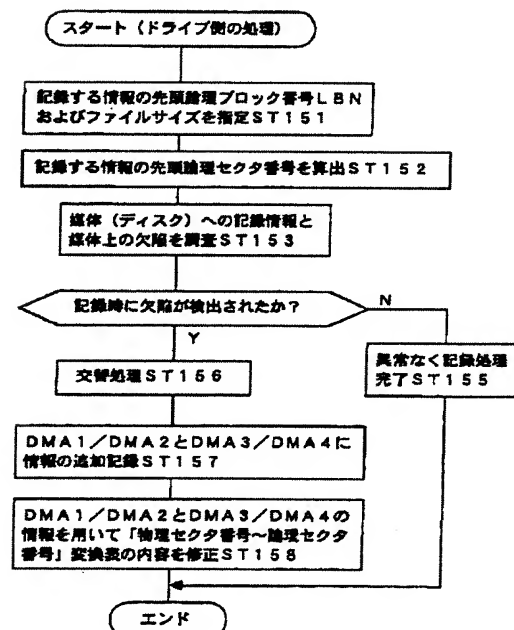 スタート（ドライブ側の処理）
記録する情報の先頭論理ブロック番号LBN
およびファイルサイズを指定ST151
記録する情報の先頭論理セクタ番号を算出ST152
媒体（ディスク）への記録情報と
媒体上の欠陥を調査ST153
記録時に欠陥が検出されたか？
N
Y
異常なく記録処理
完了ST155
交替処理ST156
DMA1／DMA2とDMA3／DMA4に
情報の追加記録ST157
DMA1／DMA2とDMA3／DMA4の
情報を用いて「物理セクタ番号～論理セクタ
番号」変換表の内容を修正ST158
エンド